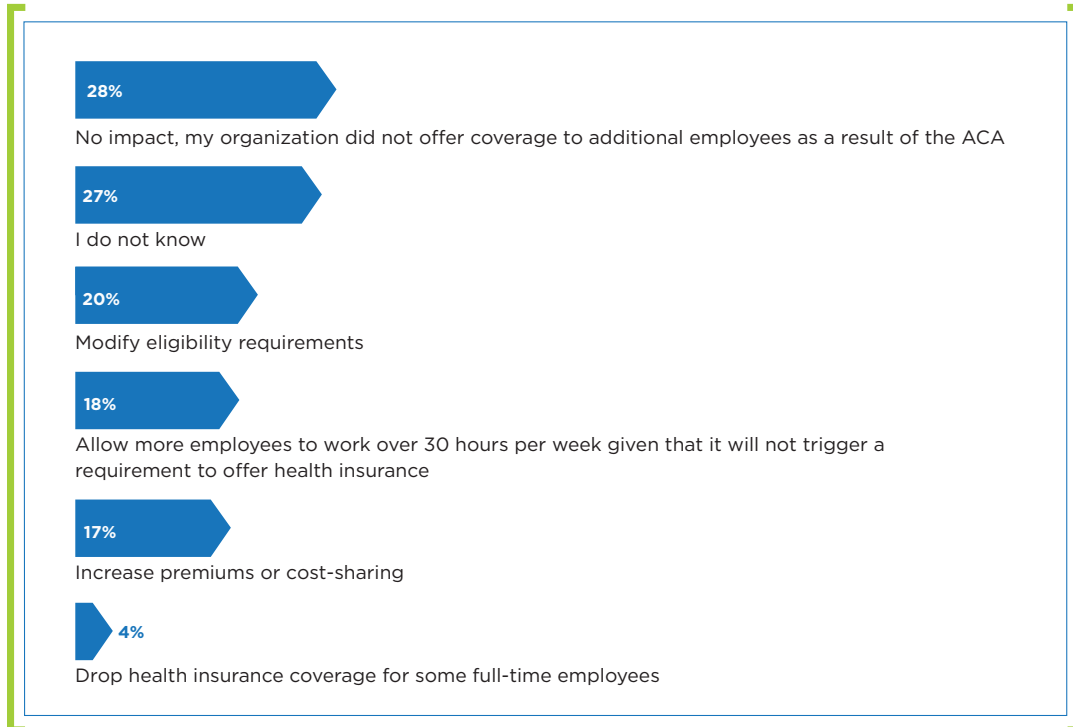 28%
No impact, my organization did not offer coverage to additional employees as a result of the ACA
27%
I do not know
20%
Modify eligibility requirements
18%
Allow more employees to work over 30 hours per week given that it will not trigger a
requirement to offer health insurance
17%
Increase premiums or cost-sharing
4%
Drop health insurance coverage for some full-time employees